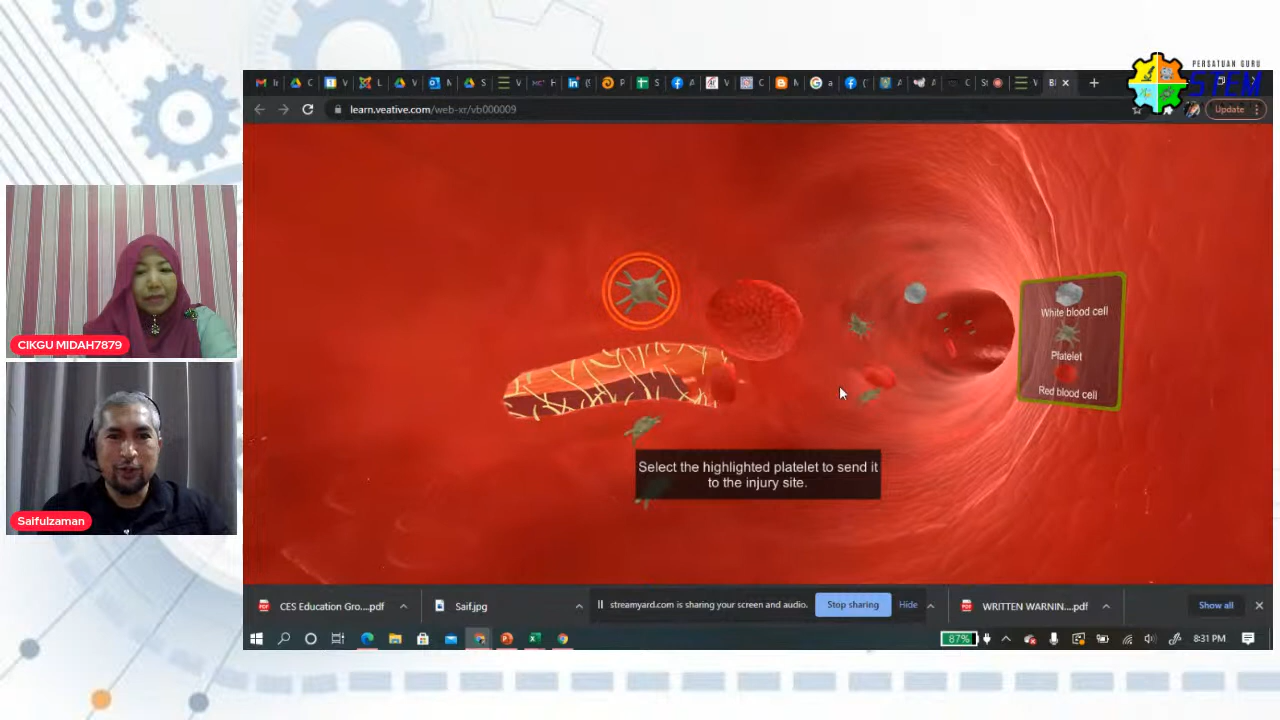 PERSATUAN GURU
STEM
learn.veative.com/web-xr/vb000009
Update
CIKGU MIDAH7879
Saifulzaman
White blood cell
Platelet
Red blood cell
Select the highlighted platelet to send it
to the injury site.
CES Education Gro....pdf
Saif.jpg
streamyard.com is sharing your screen and audio.
Stop sharing
Hide
WRITTEN WARNIN....pdf
Show all
87%
8:31 PM